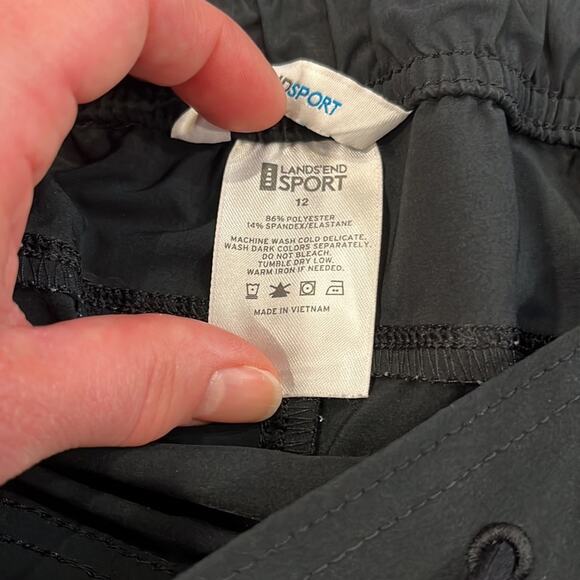 SPORT
LANDS'END
SPORT
12
86% POLYESTER
14% SPANDEX/ELASTANE
MACHINE WASH COLD DELICATE.
WASH DARK COLORS SEPARATELY.
DO NOT BLEACH.
TUMBLE DRY LOW.
WARM IRON IF NEEDED.
MADE IN VIETNAM